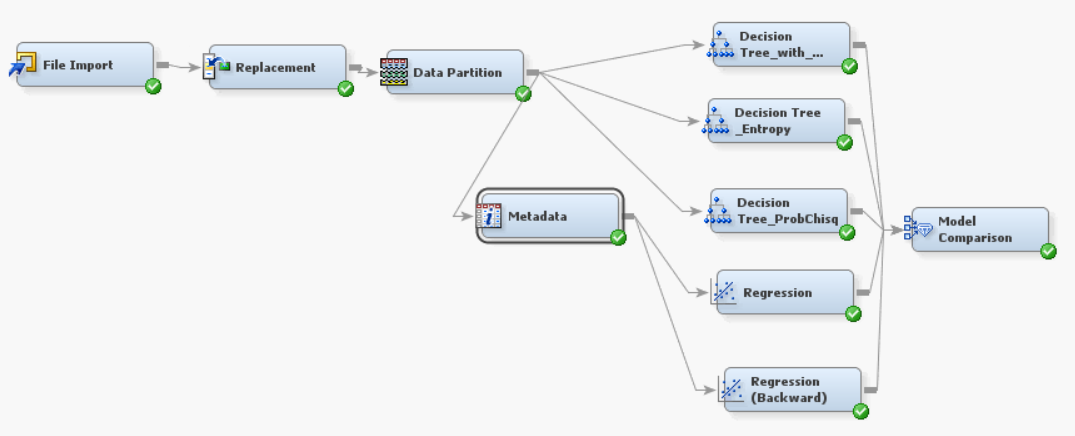 File Import
Replacement
Data Partition
Decision
Tree_with_...
Decision Tree
_Entropy
Metadata
Decision
Tree_ProbChisq
Model
Comparison
Regression
Regression
(Backward)